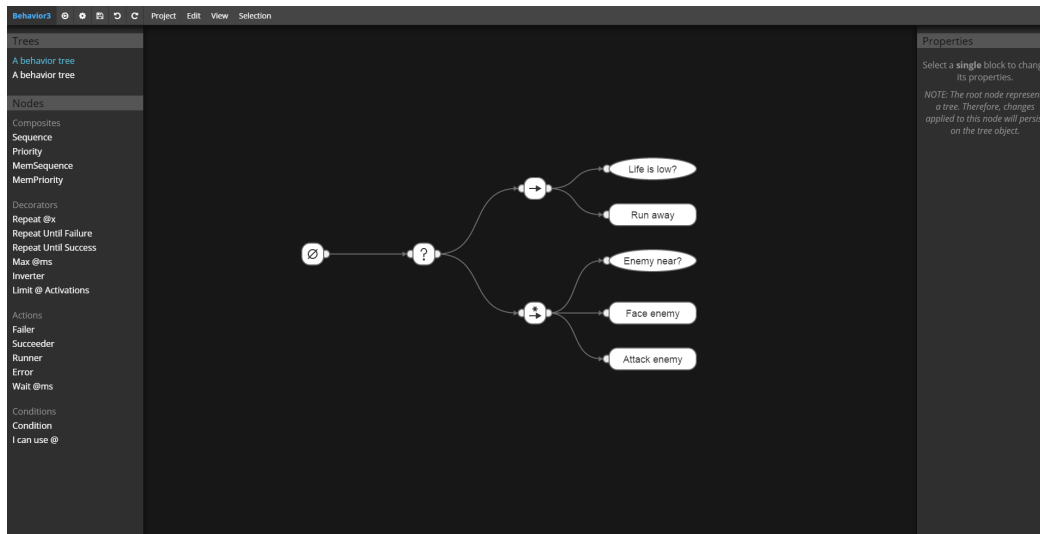 Behavior3 Project Edit View Selection
Trees
A behavior tree
A behavior tree
Nodes
Composites
Sequence
Priority
MemSequence
MemPriority
Decorators
Repeat @x
Repeat Until Failure
Repeat Until Success
Max @ms
Inverter
Limit @ Activations
Actions
Failer
Succeeder
Runner
Error
Wait @ms
Conditions
Condition
I can use @
Ø
?
→
*→
Life is low?
Run away
Enemy near?
Face enemy
Attack enemy
Properties
Select a single block to chang
its properties.
NOTE: The root node represen
a tree. Therefore, changes
applied to this node will persis
on the tree object.